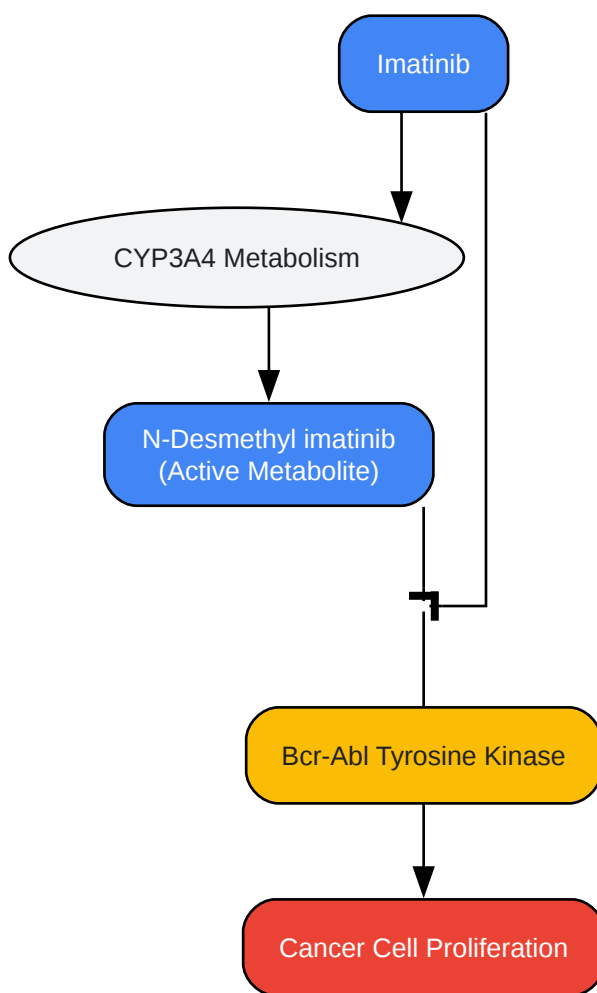 Imatinib
CYP3A4 Metabolism
N-Desmethyl imatinib
(Active Metabolite)
Bcr-Abl Tyrosine Kinase
Cancer Cell Proliferation